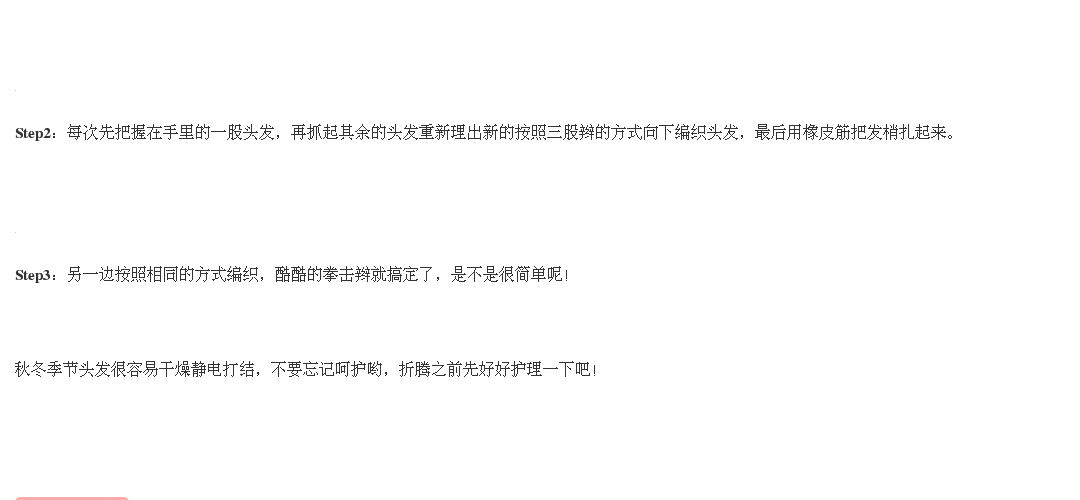 Step2：每次先把握在手里的一股头发，再抓起其余的头发重新理出新的按照三股辫的方式向下编织头发，最后用橡皮筋把发梢扎起来。
Step3：另一边按照相同的方式编织，酷酷的拳击辫就搞定了，是不是很简单呢！
秋冬季节头发很容易干燥静电打结，不要忘记呵护哟，折腾之前先好好护理一下吧！